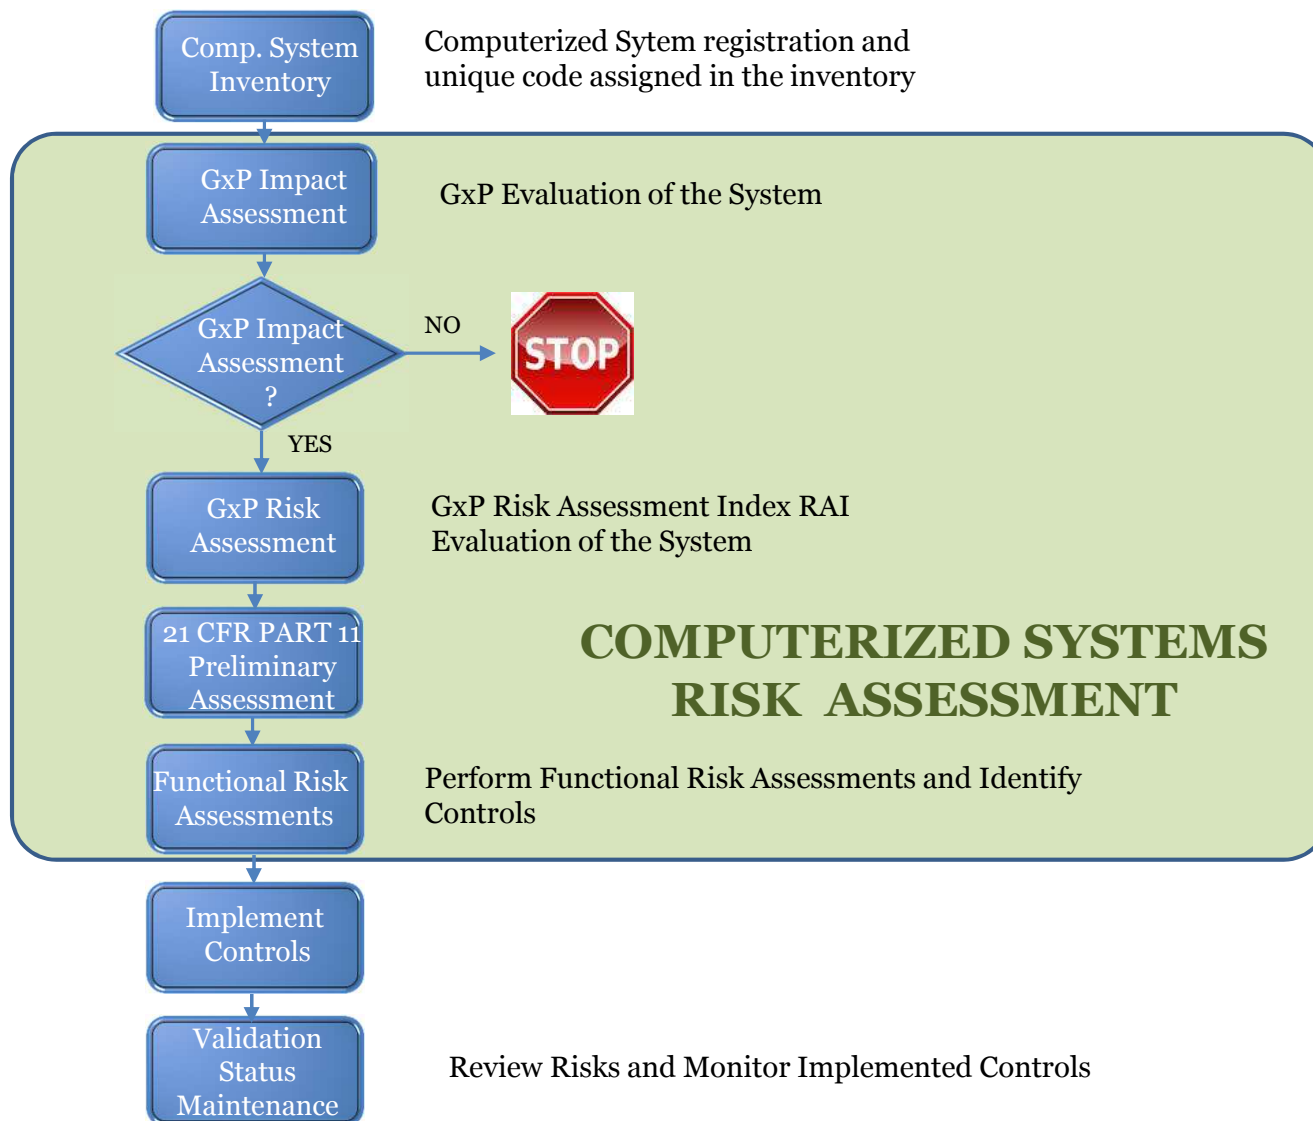 Comp. System
Inventory
Computerized Sytem registration and
unique code assigned in the inventory
GxP Impact
Assessment
GxP Evaluation of the System
GxP Impact
Assessment
?
NO
STOP
YES
GxP Risk
Assessment
GxP Risk Assessment Index RAI
Evaluation of the System
21 CFR PART 11
Preliminary
Assessment
COMPUTERIZED SYSTEMS
RISK ASSESSMENT
Functional Risk
Assessments
Perform Functional Risk Assessments and Identify
Controls
Implement
Controls
Validation
Status
Maintenance
Review Risks and Monitor Implemented Controls